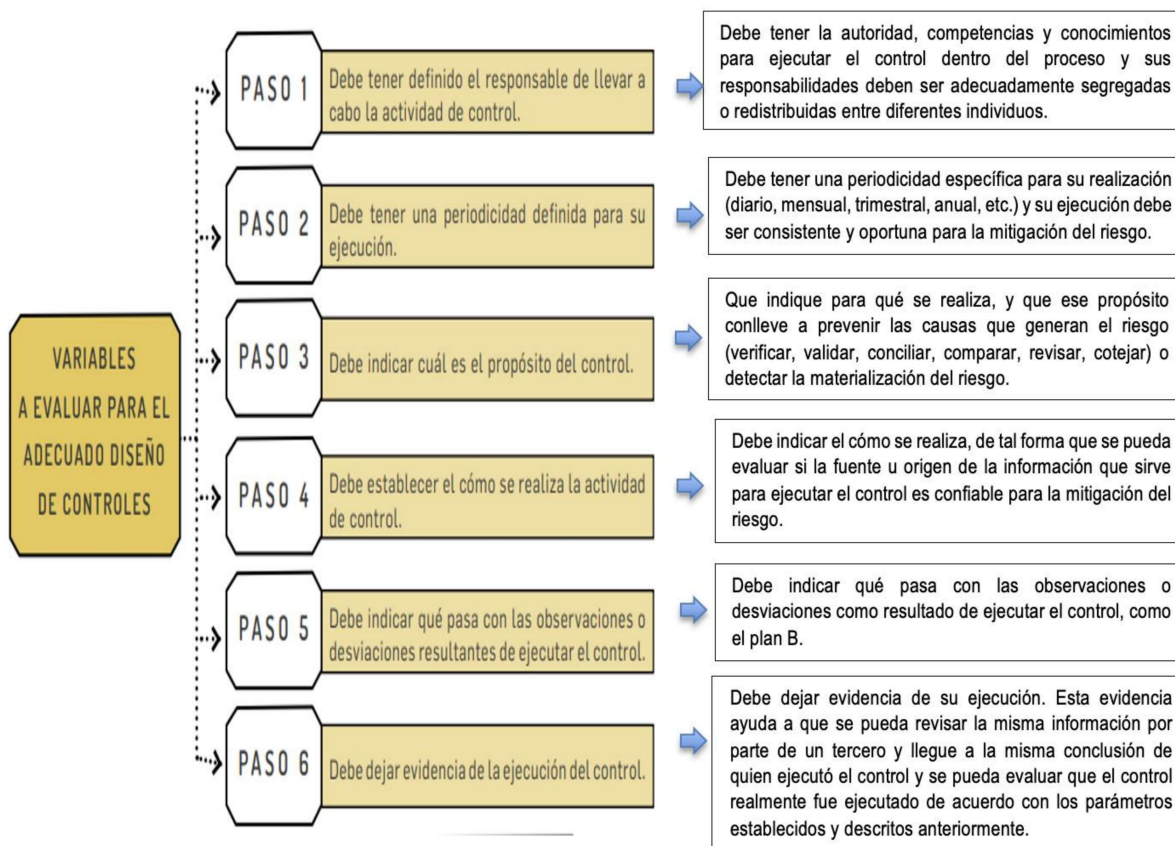 VARIABLES
A EVALUAR PARA EL
ADECUADO DISEÑO
DE CONTROLES
PASO 1
Debe tener definido el responsable de llevar a
cabo la actividad de control.
Debe tener la autoridad, competencias y conocimientos
para ejecutar el control dentro del proceso y sus
responsabilidades deben ser adecuadamente segregadas
o redistribuidas entre diferentes individuos.
PASO 2
Debe tener una periodicidad definida para su
ejecución.
Debe tener una periodicidad específica para su realización
(diario, mensual, trimestral, anual, etc.) y su ejecución debe
ser consistente y oportuna para la mitigación del riesgo.
PASO 3
Debe indicar cuál es el propósito del control.
Que indique para qué se realiza, y que ese propósito
conlleve a prevenir las causas que generan el riesgo
(verificar, validar, conciliar, comparar, revisar, cotejar) o
detectar la materialización del riesgo.
PASO 4
Debe establecer el cómo se realiza la actividad
de control.
Debe indicar el cómo se realiza, de tal forma que se pueda
evaluar si la fuente u origen de la información que sirve
para ejecutar el control es confiable para la mitigación del
riesgo.
PASO 5
Debe indicar qué pasa con las observaciones o
desviaciones resultantes de ejecutar el control.
Debe indicar qué pasa con las observaciones o
desviaciones como resultado de ejecutar el control, como
el plan B.
PASO 6
Debe dejar evidencia de la ejecución del control.
Debe dejar evidencia de su ejecución. Esta evidencia
ayuda a que se pueda revisar la misma información por
parte de un tercero y llegue a la misma conclusión de
quien ejecutó el control y se pueda evaluar que el control
realmente fue ejecutado de acuerdo con los parámetros
establecidos y descritos anteriormente.